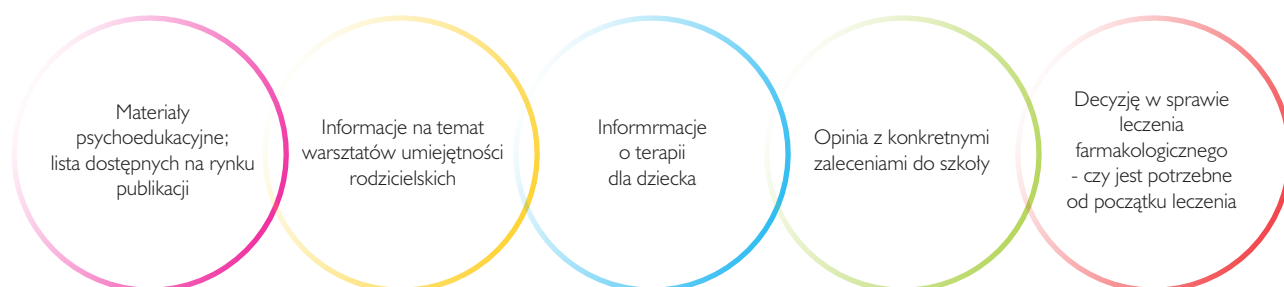 Materiały
psychoedukacyjne;
lista dostępnych na rynku
publikacji
Informacje na temat
warsztatów umiejętności
rodzicielskich
Informrmacje
o terapii
dla dziecka
Opinia z konkretnymi
zaleceniami do szkoły
Decyzję w sprawie
leczenia
farmakologicznego
- czy jest potrzebne
od początku leczenia